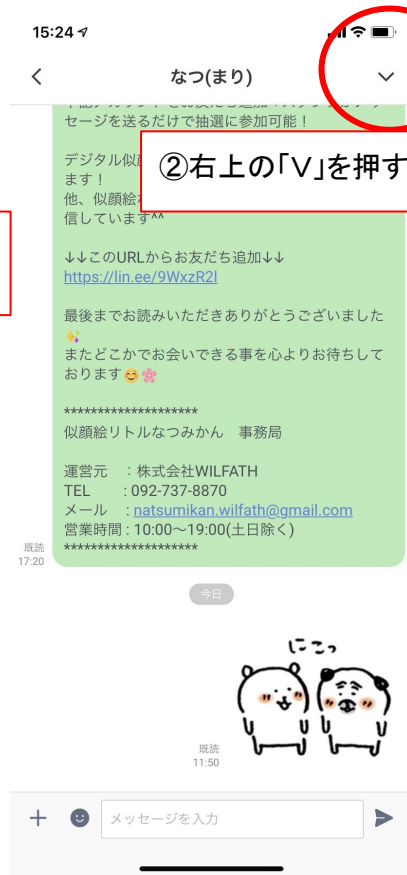 15:24
なつ(まり)
セージを送るだけで抽選に参加可能！
②右上の「∨」を押す
デジタル似顔
ます！
他、似顔絵
信しています^^
↓↓このURLからお友だち追加↓↓
https://lin.ee/9WxzR2l
最後までお読みいただきありがとうございました
またどこかでお会いできる事を心よりお待ちして
おります😊🌸
********************
似顔絵リトルなつみかん　事務局
運営元　：株式会社WILFATH
TEL　　：092-737-8870
メール　：natsumikan.wilfath@gmail.com
営業時間：10:00〜19:00(土日除く)
********************
既読
17:20
今日
にこっ
既読
11:50
メッセージを入力